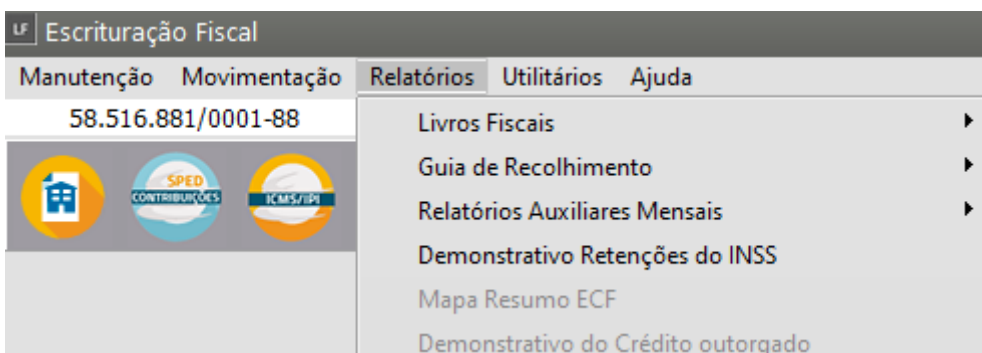 LF Escrituração Fiscal
Manutenção Movimentação Relatórios Utilitários Ajuda
58.516.881/0001-88
SPED
CONTRIBUIÇÕES
ICMS/IPI
Livros Fiscais
Guia de Recolhimento
Relatórios Auxiliares Mensais
Demonstrativo Retenções do INSS
Mapa Resumo ECF
Demonstrativo do Crédito outorgado